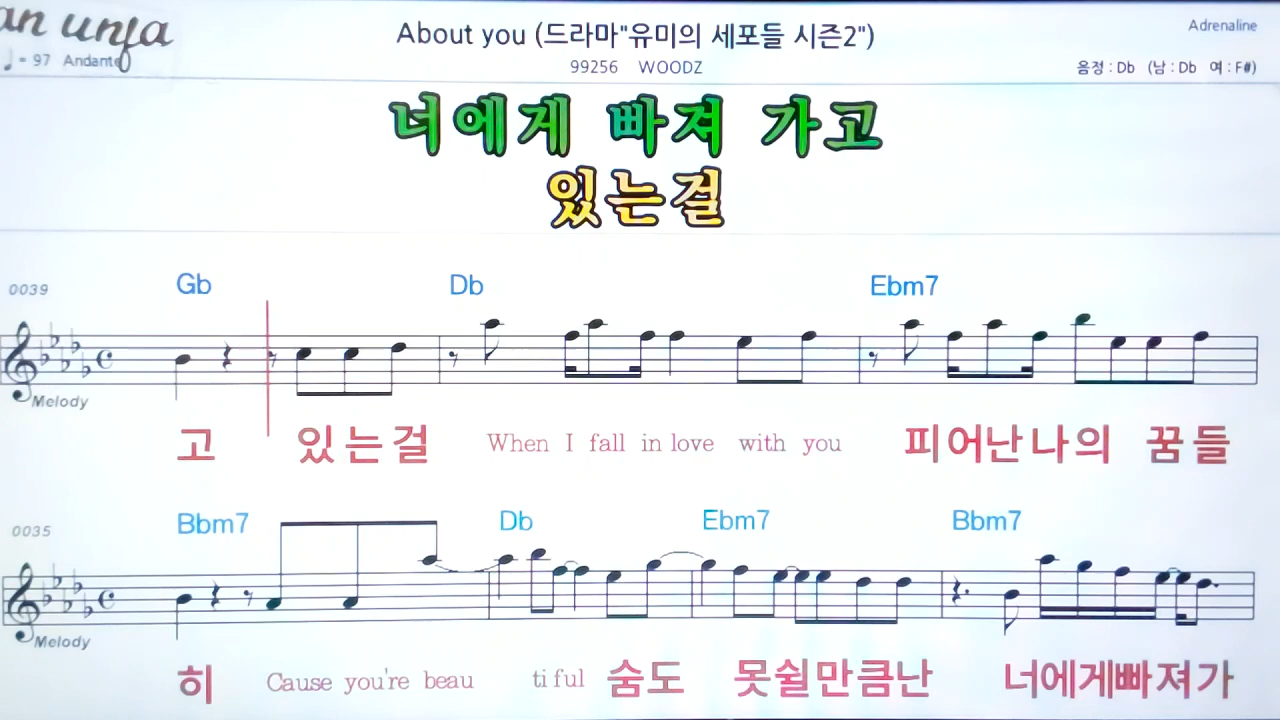 an unja
About you (드라마"유미의 세포들 시즌2")
Adrenaline
♩= 97 Andante
99256 WOODZ
음정 : Db (남 : Db 여 : F#)
너에게 빠져 가고
있는걸
0039 Gb Db Ebm7
Melody
고 있는걸 When I fall in love with you 피어난나의 꿈들
0035 Bbm7 Db Ebm7 Bbm7
Melody
히 Cause you're beau tiful 숨도 못쉴만큼난 너에게빠져가